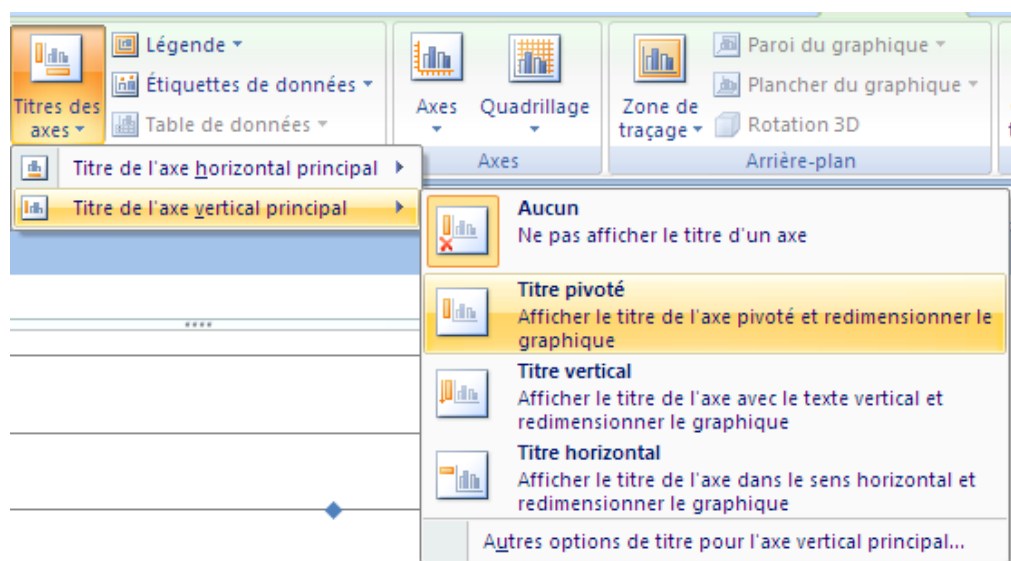 Titres des
axes
Légende
Étiquettes de données
Table de données
Axes
Quadrillage
Axes
Zone de
traçage
Paroi du graphique
Plancher du graphique
Rotation 3D
Arrière-plan
Titre de l'axe horizontal principal
Titre de l'axe vertical principal
Aucun
Ne pas afficher le titre d'un axe
Titre pivoté
Afficher le titre de l'axe pivoté et redimensionner le
graphique
Titre vertical
Afficher le titre de l'axe avec le texte vertical et
redimensionner le graphique
Titre horizontal
Afficher le titre de l'axe dans le sens horizontal et
redimensionner le graphique
Autres options de titre pour l'axe vertical principal...